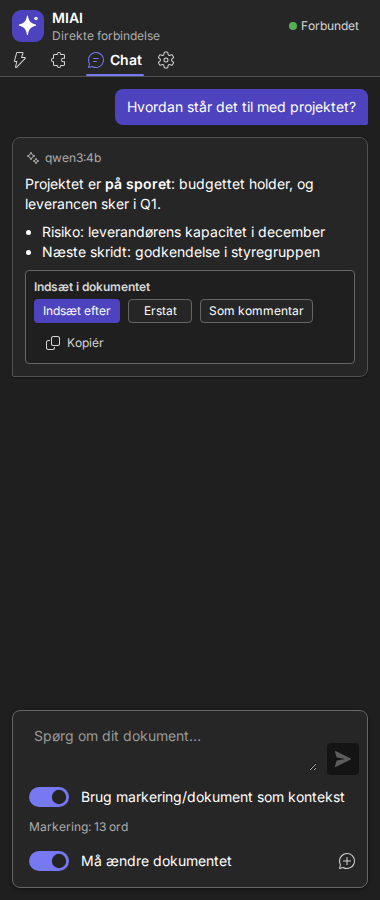 MIAI
Direkte forbindelse
Forbundet
Chat
Hvordan står det til med projektet?
qwen3:4b
Projektet er på sporet: budgettet holder, og
leverancen sker i Q1.
Risiko: leverandørens kapacitet i december
Næste skridt: godkendelse i styregruppen
Indsæt i dokumentet
Indsæt efter
Erstat
Som kommentar
Kopiér
Spørg om dit dokument...
Brug markering/dokument som kontekst
Markering: 13 ord
Må ændre dokumentet